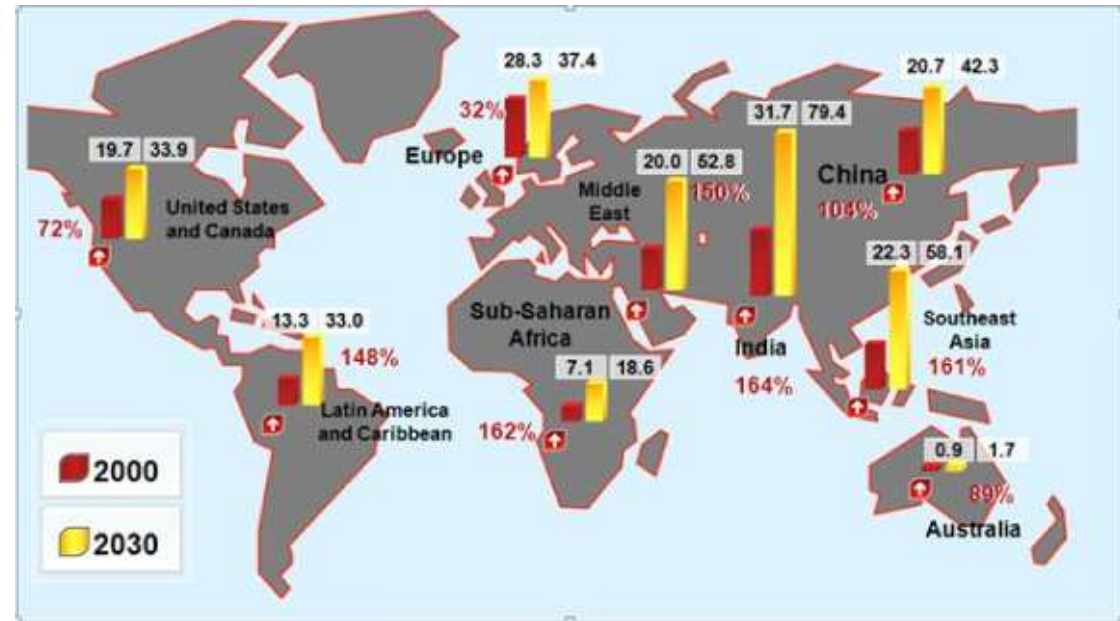 28.3 37.4
32%
Europe
20.7 42.3
China
104%
31.7 79.4
19.7 33.9
72%
United States
and Canada
20.0 52.8
Middle
East
150%
22.3 58.1
Southeast
Asia
161%
Sub-Saharan
Africa
7.1 18.6
162%
India
164%
13.3 33.0
148%
Latin America
and Caribbean
0.9 1.7
89%
Australia
2000
2030